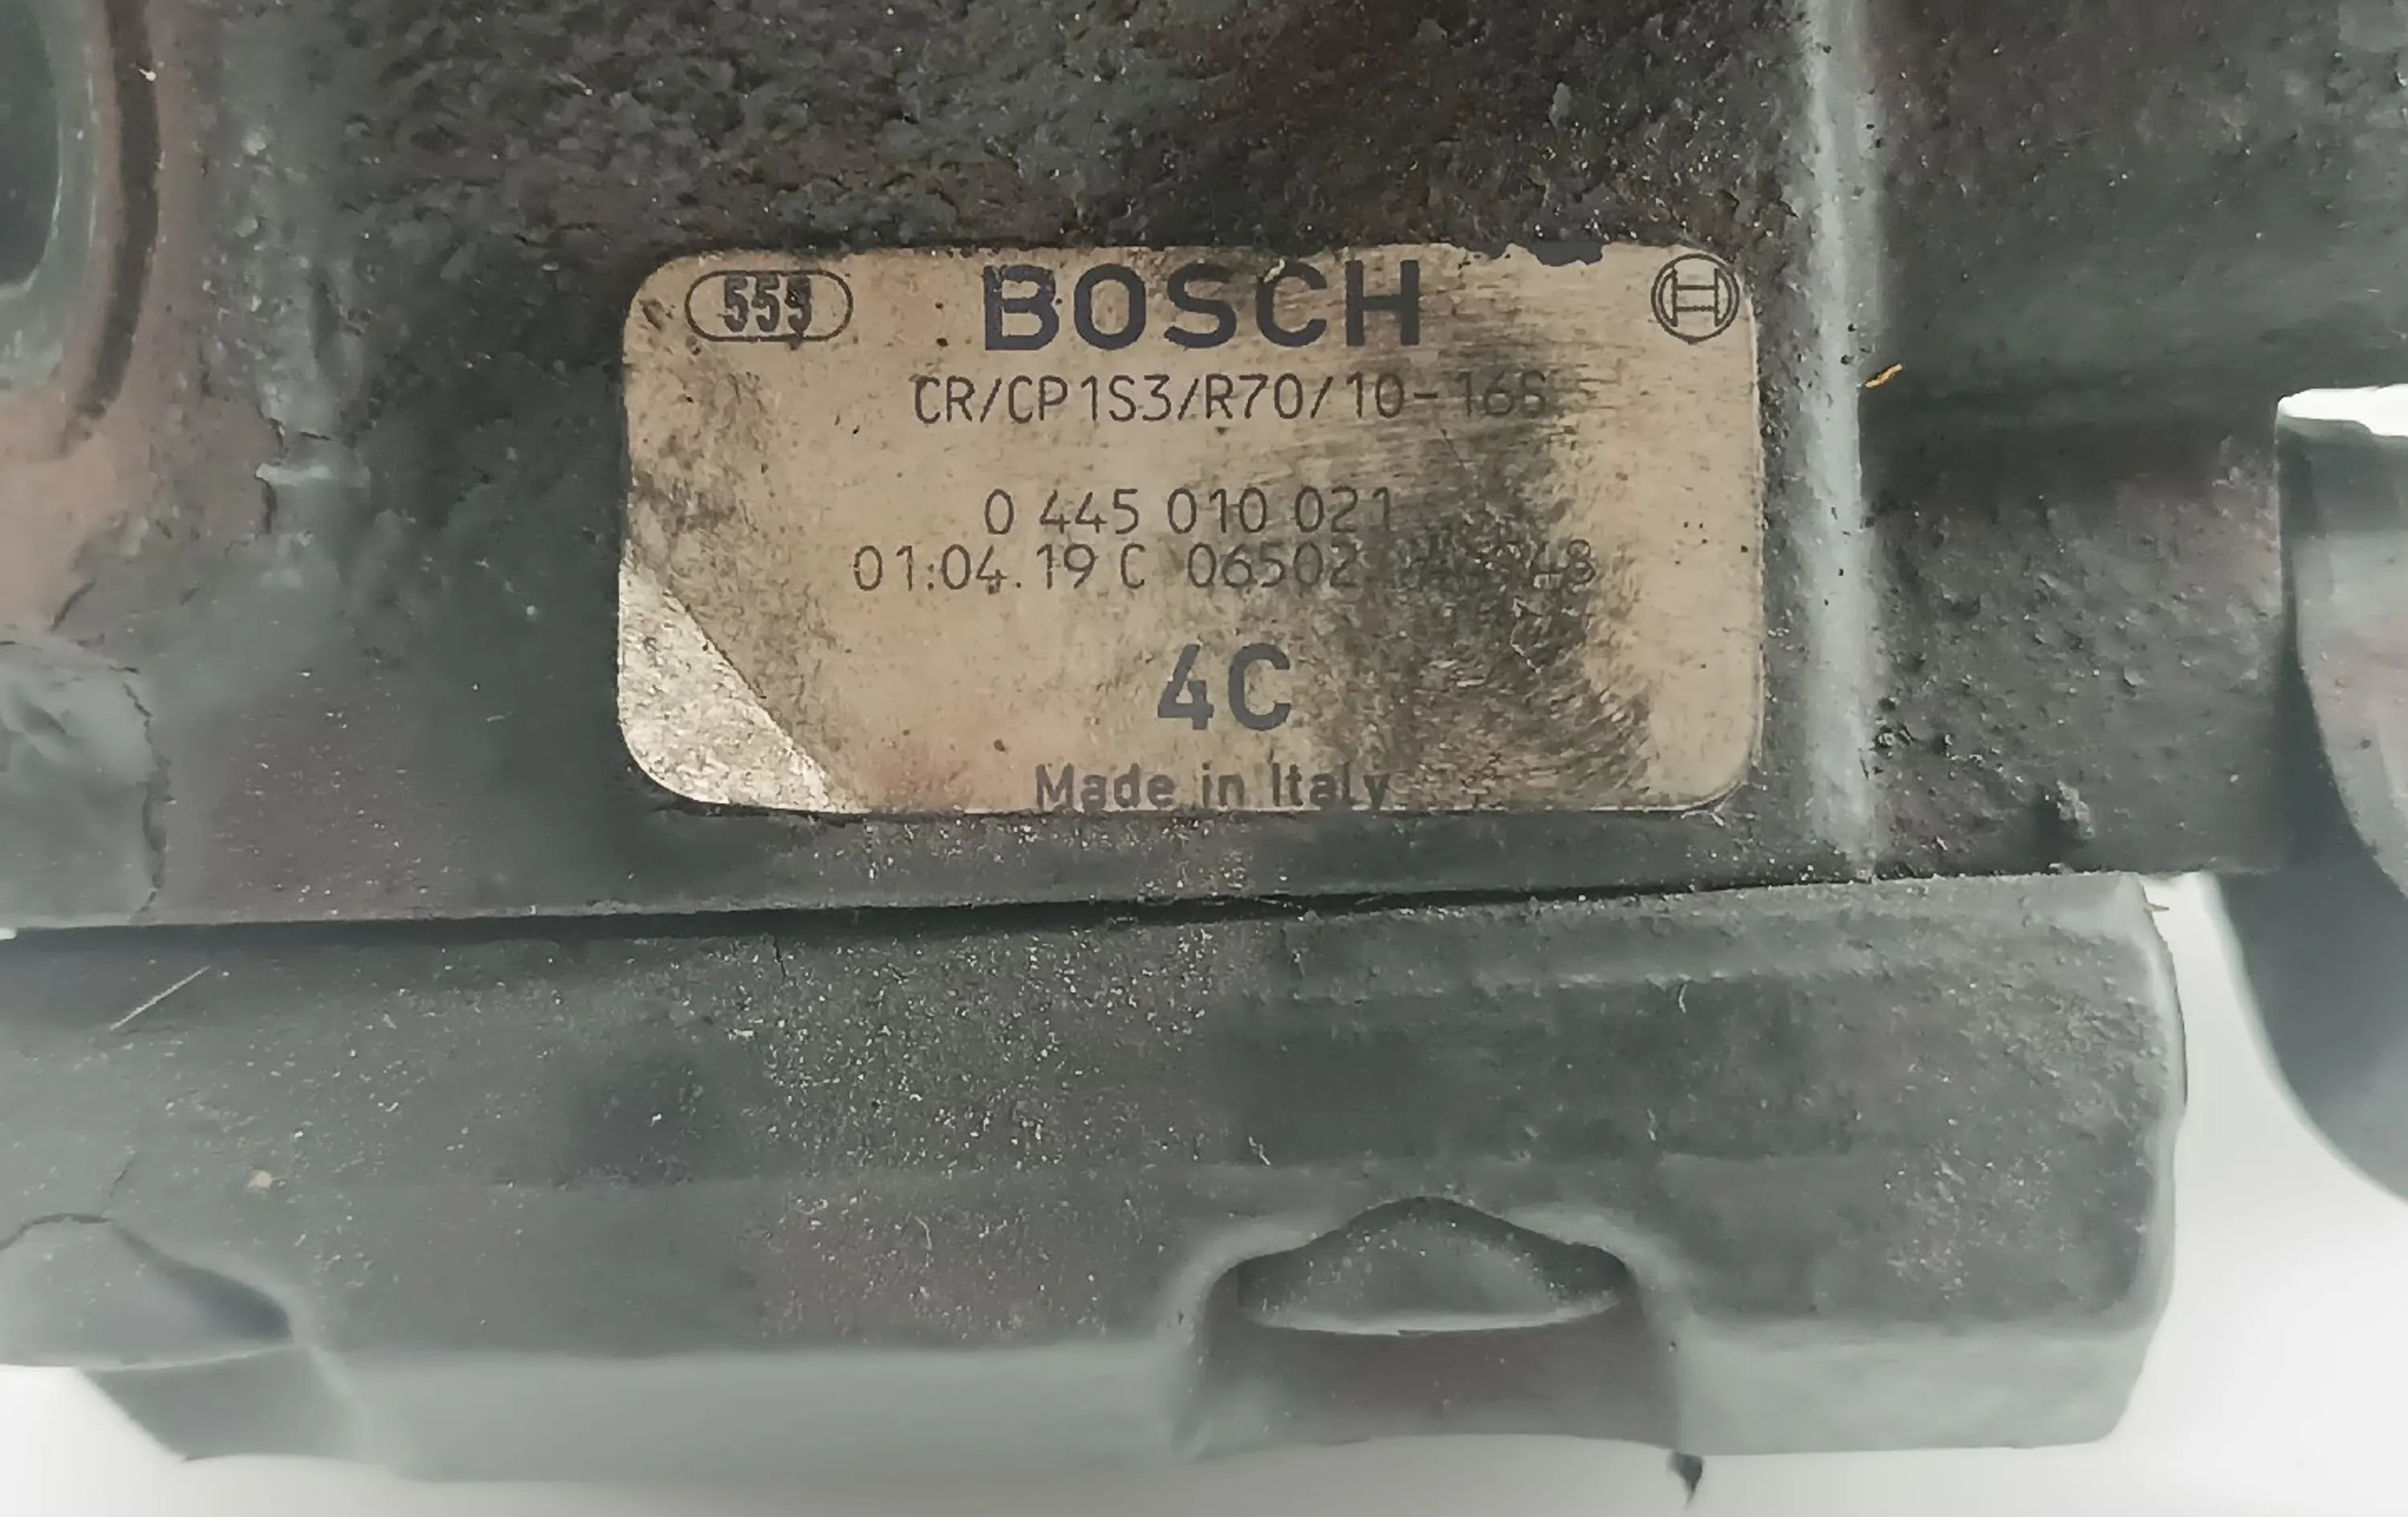 555 BOSCH
CR/CP1S3/R70/10-16S
0 445 010 021
01:04.19 C 06502
4C
Made in Italy